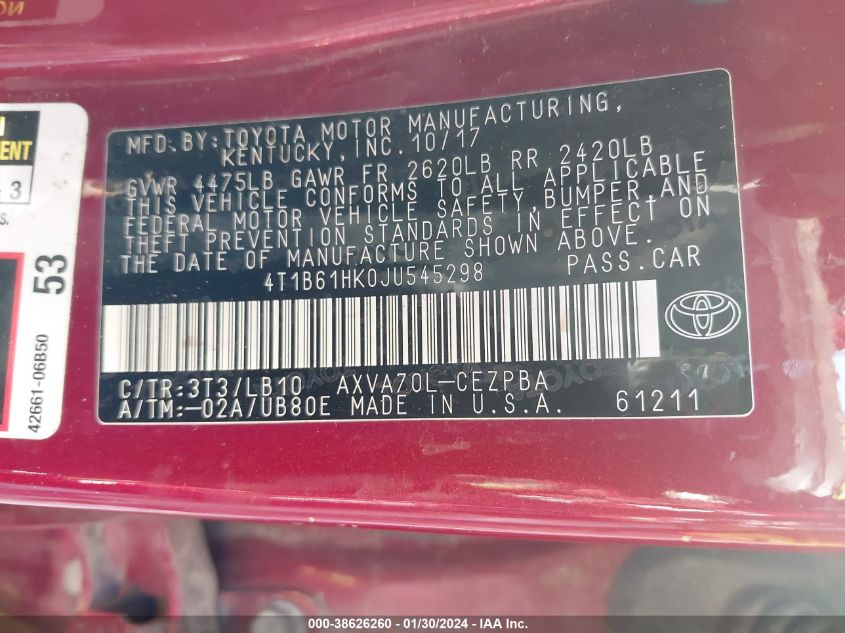 MFD. BY: TOYOTA MOTOR MANUFACTURING,
KENTUCKY, INC. 10/17
GVWR 4475LB GAWR FR 2620LB RR 2420LB
THIS VEHICLE CONFORMS TO ALL APPLICABLE
FEDERAL MOTOR VEHICLE SAFETY, BUMPER, AND
THEFT PREVENTION STANDARDS IN EFFECT ON
THE DATE OF MANUFACTURE SHOWN ABOVE.
4T1B61HK0JU545298 PASS. CAR
C/TR: 3T3/LB10 AXVA70L-CEZPBA
A/TM: -02A/UB80E MADE IN U.S.A. 61211
3
53
42661-06B50
000-38626260 - 01/30/2024 - IAA Inc.